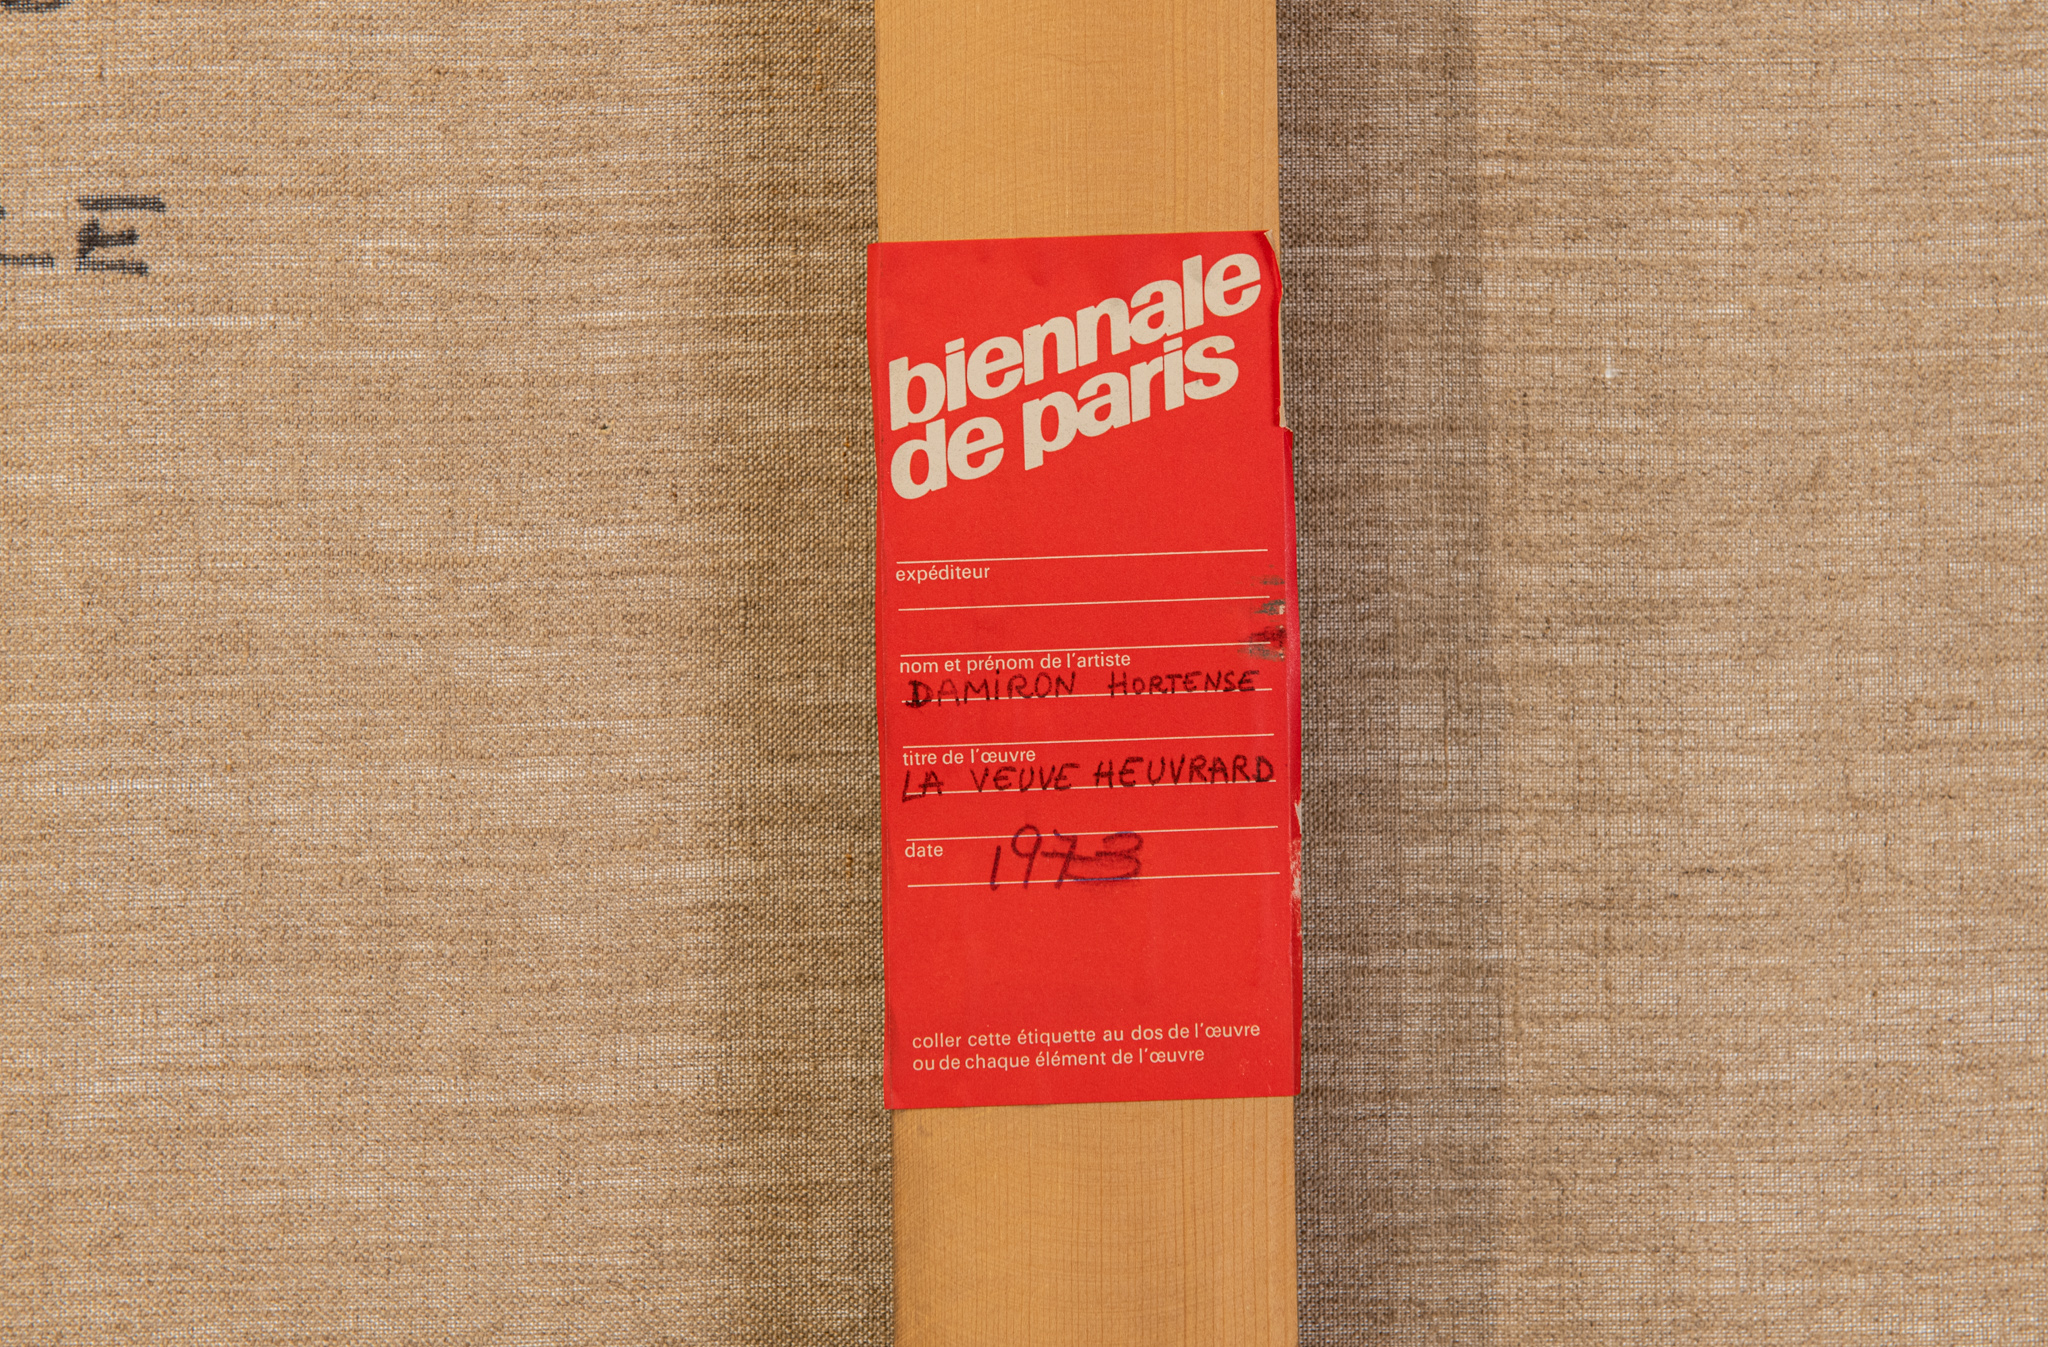 biennale
de paris
expéditeur
nom et prénom de l'artiste
DAMIRON HORTENSE
titre de l'œuvre
LA VEUVE HEUVRARD
date 1973
coller cette étiquette au dos de l'œuvre
ou de chaque élément de l'œuvre